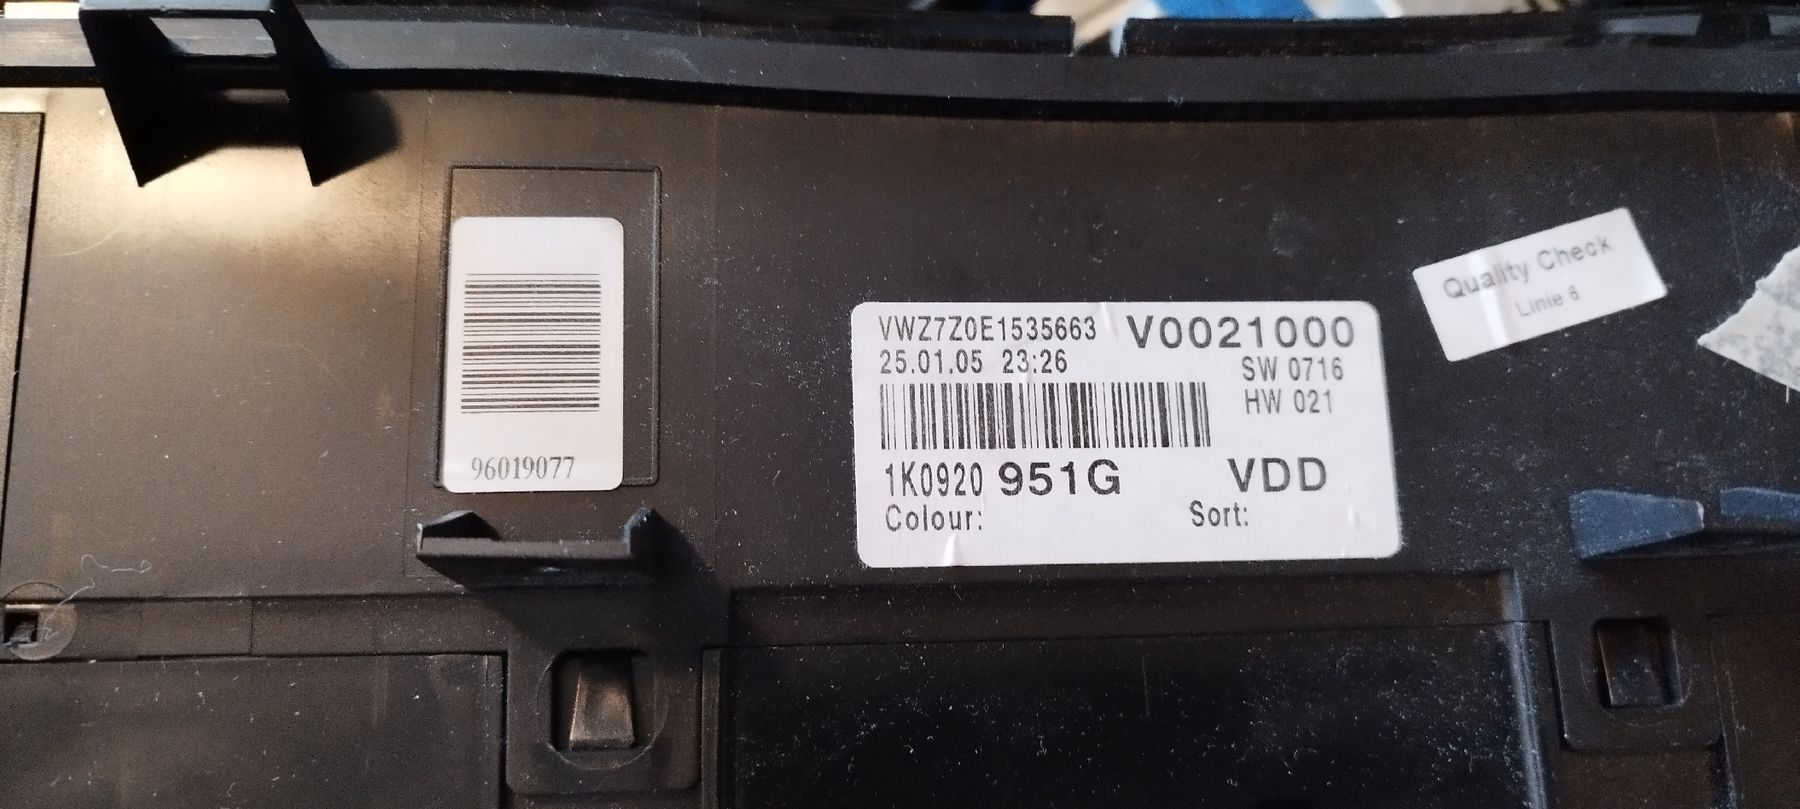 96019077
VWZ7Z0E1535663 V0021000
25.01.05 23:26 SW 0716
HW 021
1K0920 951G VDD
Colour: Sort:
Quality Check
Linie 6